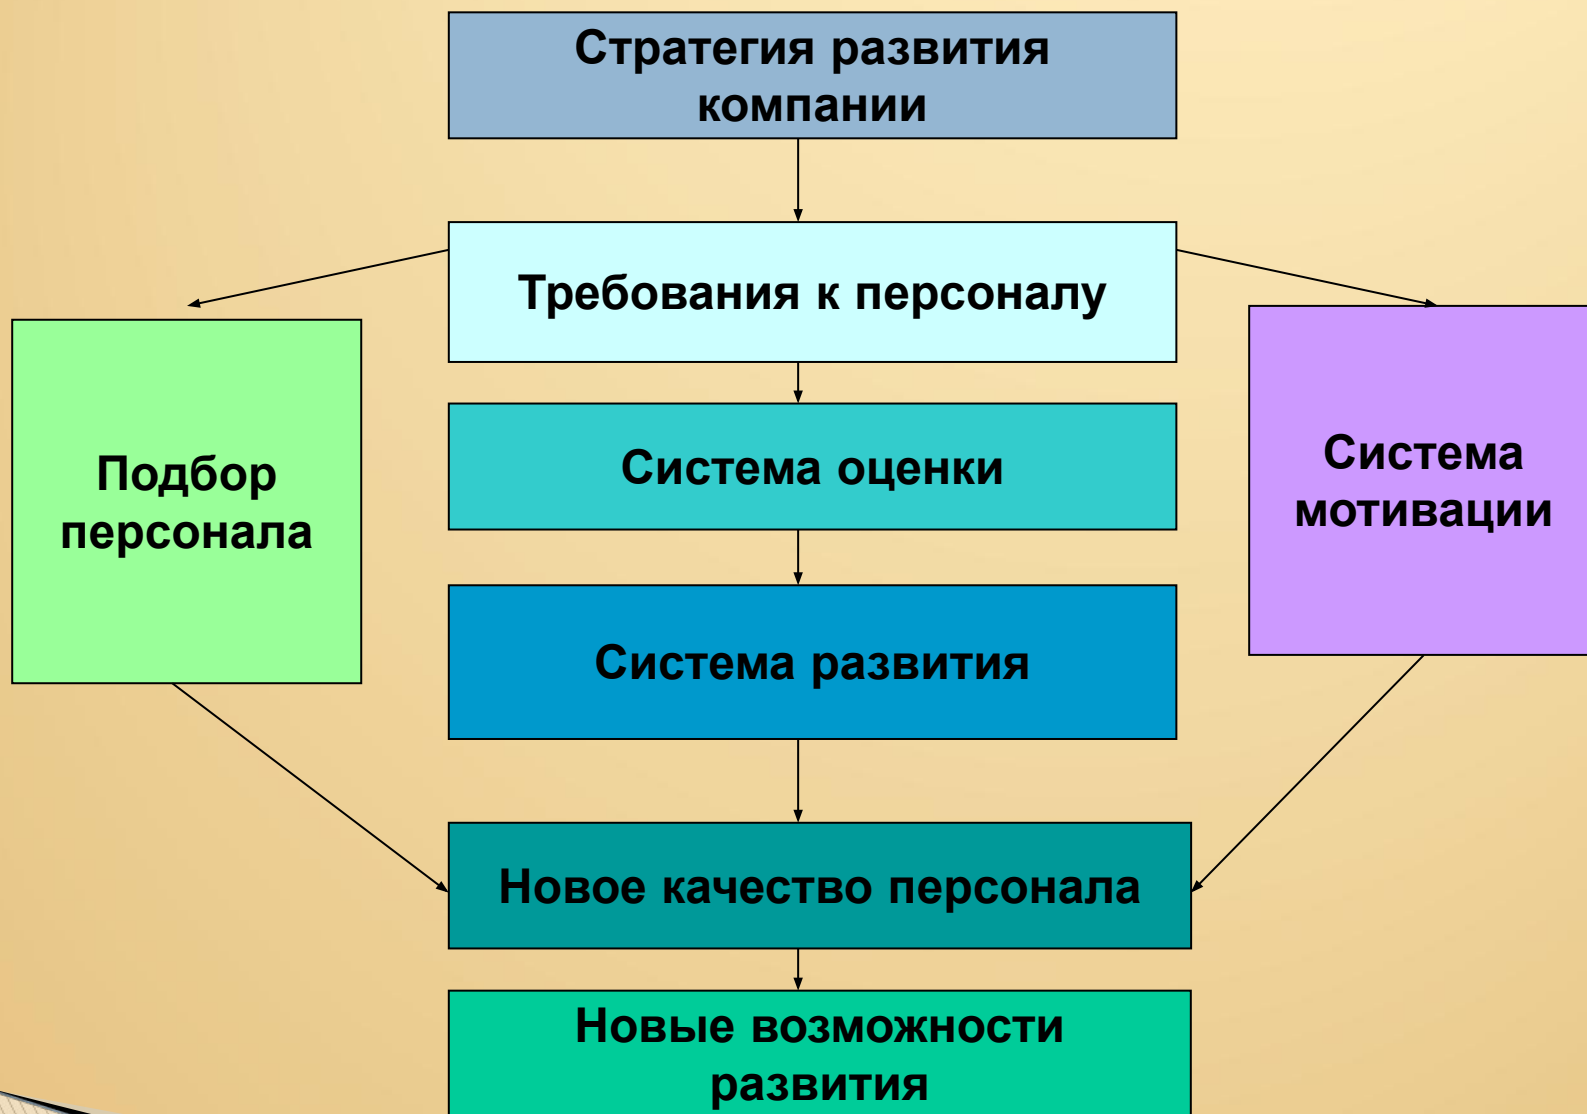 Стратегия развития
компании
Требования к персоналу
Подбор
персонала
Система оценки
Система
мотивации
Система развития
Новое качество персонала
Новые возможности
развития